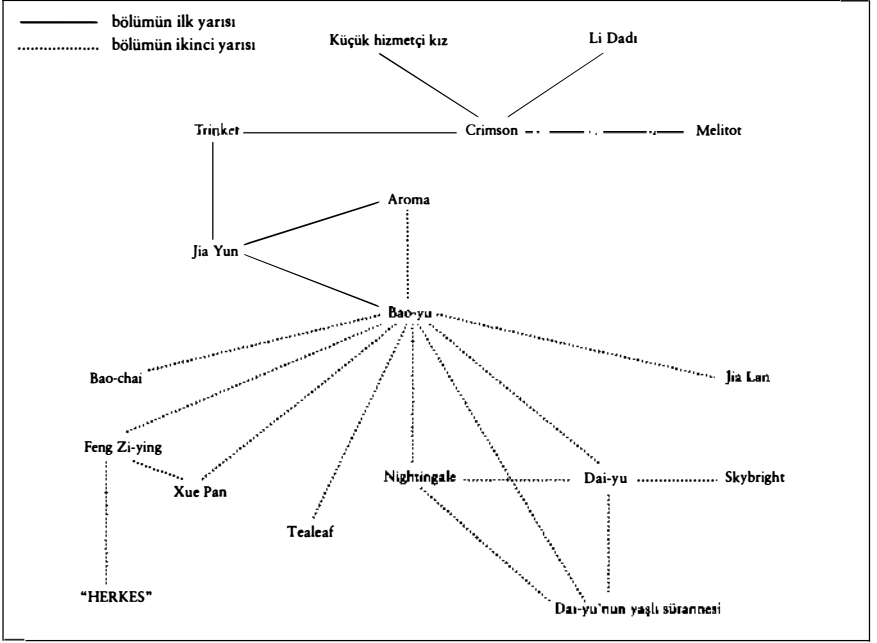 bölümün ilk yarısı
bölümün ikinci yarısı
Küçük hizmetçi kız
Li Dadı
Trinket
Crimson
Melitot
Aroma
Jia Yun
Bao-yu
Bao-chai
Jia Lan
Feng Zi-ying
Xue Pan
Nightingale
Dai-yu
Skybright
Tealeaf
"HERKES"
Dai-yu'nun yaşlı sütannesi